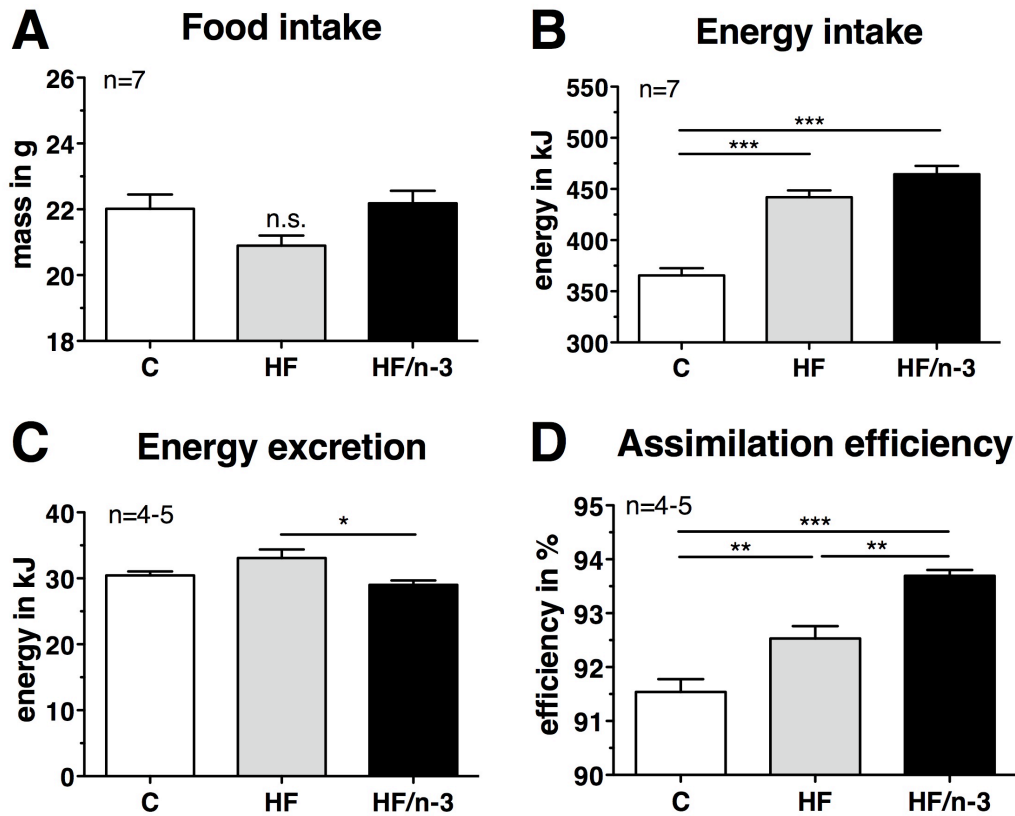 A Food intake
n=7
mass in g
26
24
22
20
18
n.s.
C HF HF/n-3
B Energy intake
n=7
energy in kJ
550
500
450
400
350
300
***
***
C HF HF/n-3
C Energy excretion
n=4-5
energy in kJ
40
30
20
10
0
*
C HF HF/n-3
D Assimilation efficiency
n=4-5
efficiency in %
95
94
93
92
91
90
***
** **
C HF HF/n-3